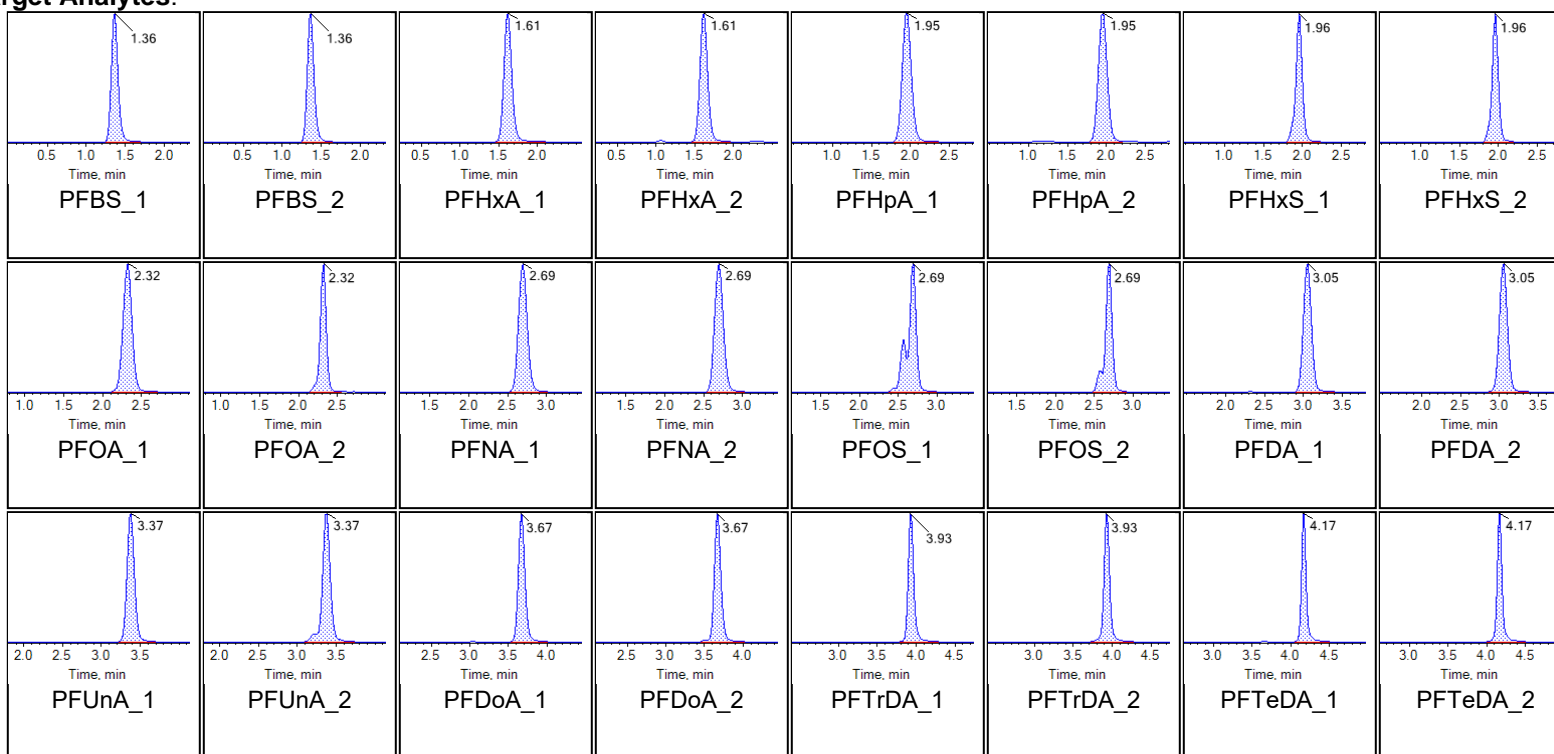 arget Analytes:
1.36 1.36 1.61 1.61 1.95 1.95 1.96 1.96
0.5 1.0 1.5 2.0 0.5 1.0 1.5 2.0 0.5 1.0 1.5 2.0 0.5 1.0 1.5 2.0 1.0 1.5 2.0 2.5 1.0 1.5 2.0 2.5 1.0 1.5 2.0 2.5 1.0 1.5 2.0 2.5
Time, min Time, min Time, min Time, min Time, min Time, min Time, min Time, min
PFBS_1 PFBS_2 PFHxA_1 PFHxA_2 PFHpA_1 PFHpA_2 PFHxS_1 PFHxS_2
2.32 2.32 2.69 2.69 2.69 2.69 3.05 3.05
1.0 1.5 2.0 2.5 1.0 1.5 2.0 2.5 1.5 2.0 2.5 3.0 1.5 2.0 2.5 3.0 1.5 2.0 2.5 3.0 1.5 2.0 2.5 3.0 2.0 2.5 3.0 3.5 2.0 2.5 3.0 3.5
Time, min Time, min Time, min Time, min Time, min Time, min Time, min Time, min
PFOA_1 PFOA_2 PFNA_1 PFNA_2 PFOS_1 PFOS_2 PFDA_1 PFDA_2
3.37 3.37 3.67 3.67 3.93 3.93 4.17 4.17
2.0 2.5 3.0 3.5 2.0 2.5 3.0 3.5 2.5 3.0 3.5 4.0 2.5 3.0 3.5 4.0 3.0 3.5 4.0 4.5 3.0 3.5 4.0 4.5 3.0 3.5 4.0 4.5 3.0 3.5 4.0 4.5
Time, min Time, min Time, min Time, min Time, min Time, min Time, min Time, min
PFUnA_1 PFUnA_2 PFDoA_1 PFDoA_2 PFTrDA_1 PFTrDA_2 PFTeDA_1 PFTeDA_2